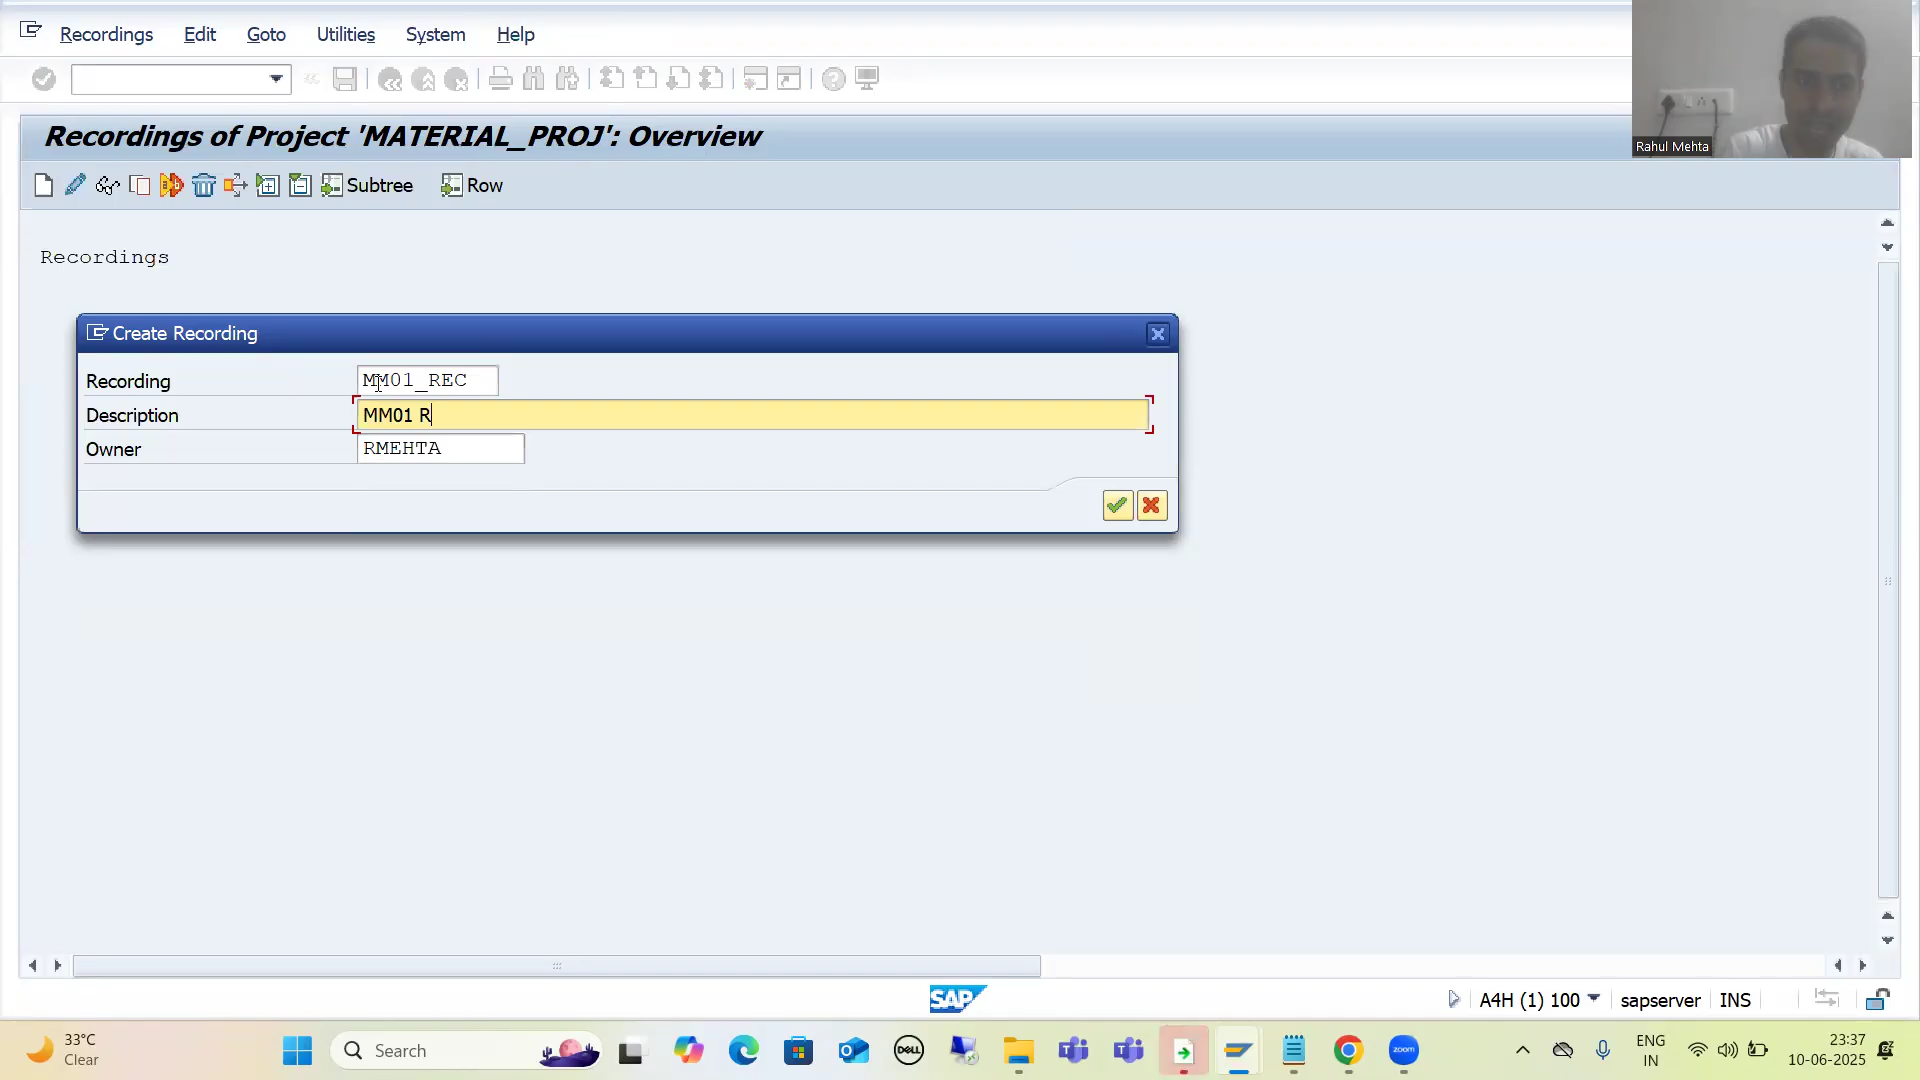 Recordings Edit Goto Utilities System Help
Rahul Mehta
Recordings of Project 'MATERIAL_PROJ': Overview
Subtree Row
Recordings
Create Recording
Recording MM01_REC
Description MM01 R
Owner RMEHTA
SAP
A4H (1) 100 sapserver INS
33°C
Clear
Search
DELL
zoom
ENG
IN
23:37
10-06-2025